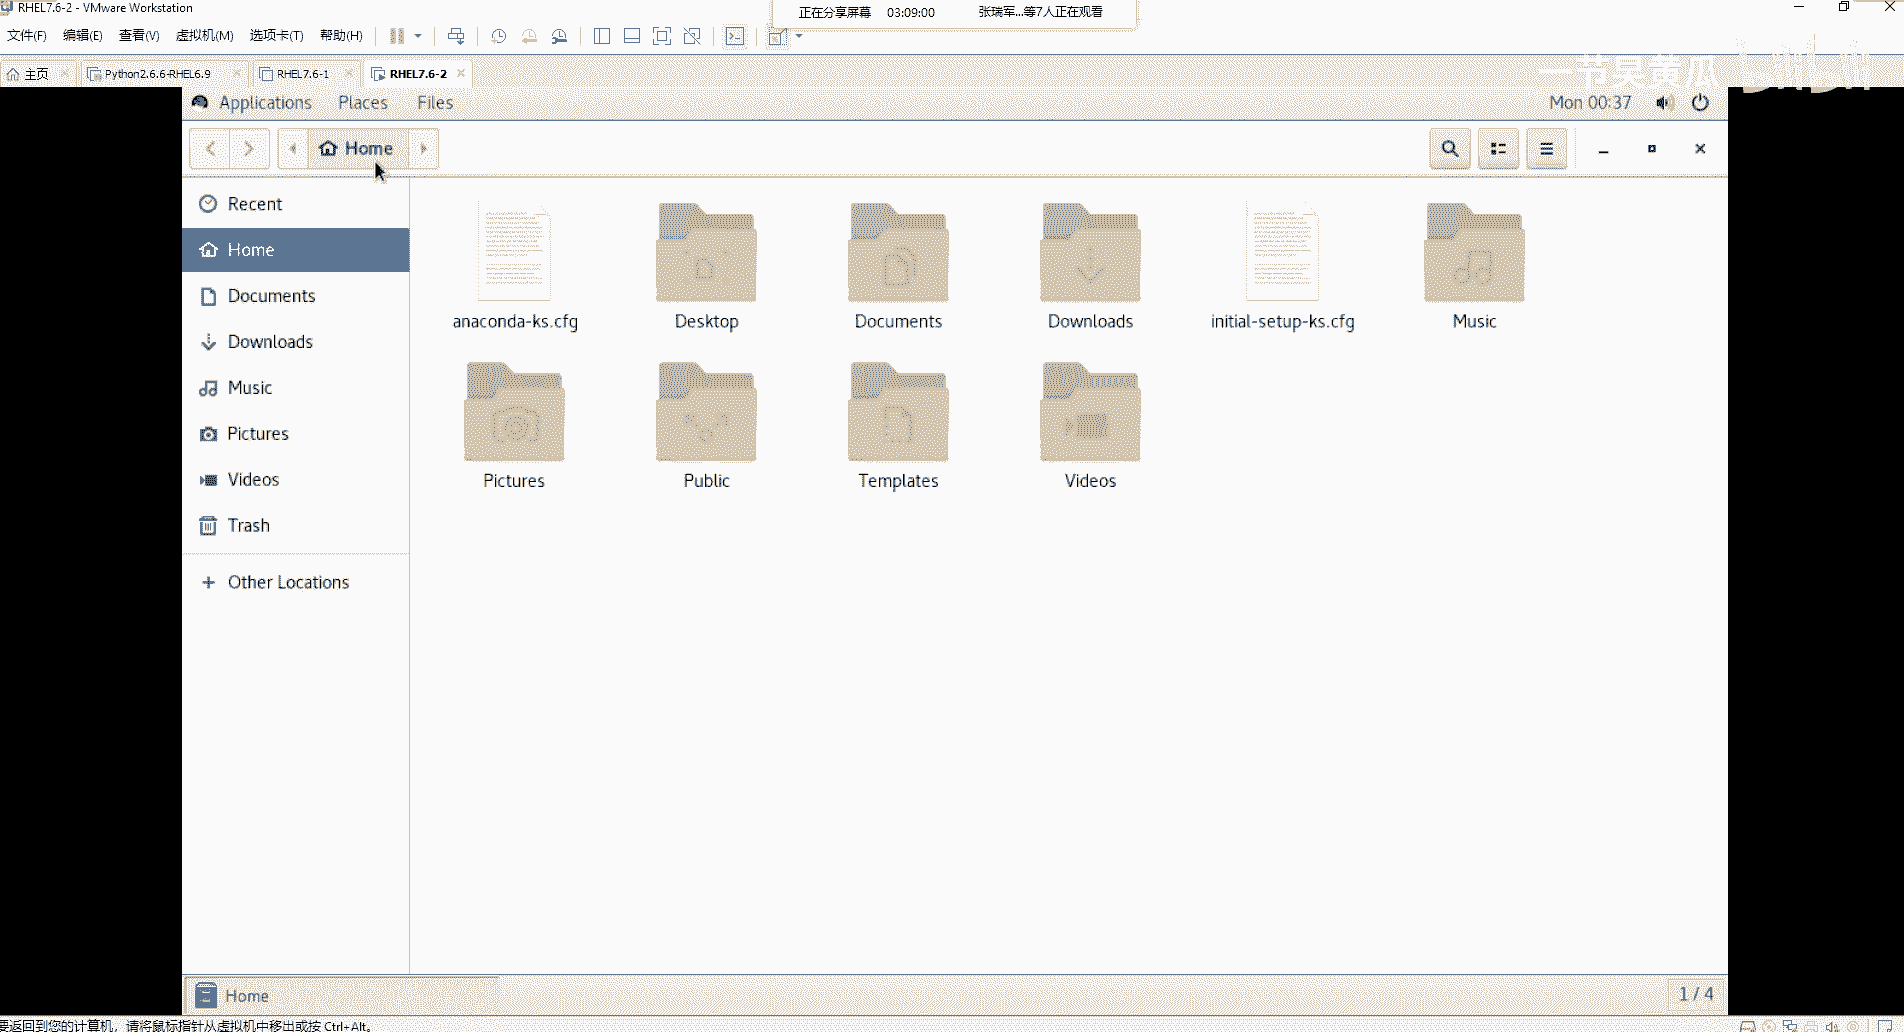 RHEL7.6-2 - VMware Workstation
正在分享屏幕 03:09:00 张瑞军...等7人正在观看
文件(F) 编辑(E) 查看(V) 虚拟机(M) 选项卡(T) 帮助(H)
主页 Python2.6.6-RHEL6.9 RHEL7.6-1 RHEL7.6-2
Applications Places Files Mon 00:37
Home
Recent
Home
Documents
Downloads
Music
Pictures
Videos
Trash
Other Locations
anaconda-ks.cfg Desktop Documents Downloads initial-setup-ks.cfg Music
Pictures Public Templates Videos
Home 1 / 4
要返回到您的计算机，请将鼠标指针从虚拟机中移出或按 Ctrl+Alt。